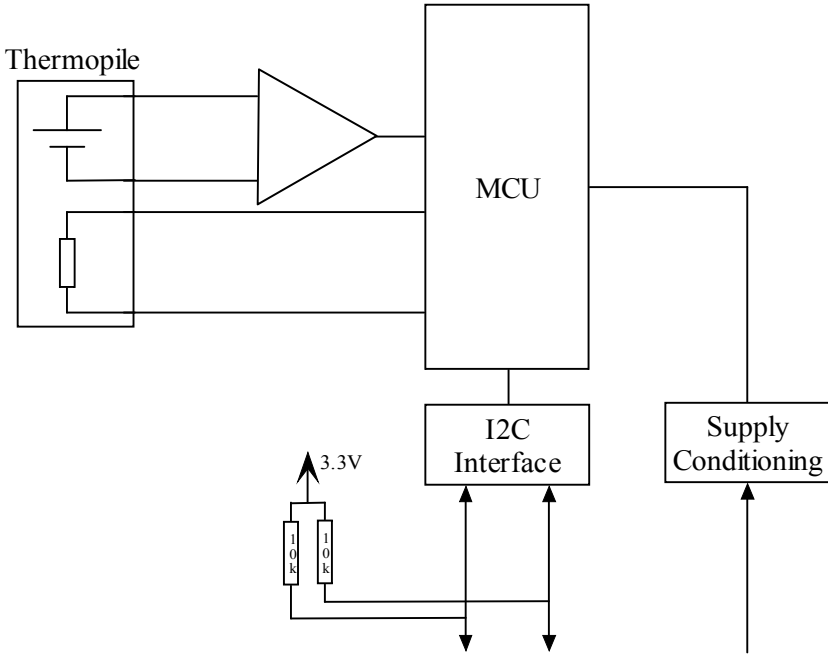 Thermopile
MCU
I2C
Interface
Supply
Conditioning
3.3V
10k
10k